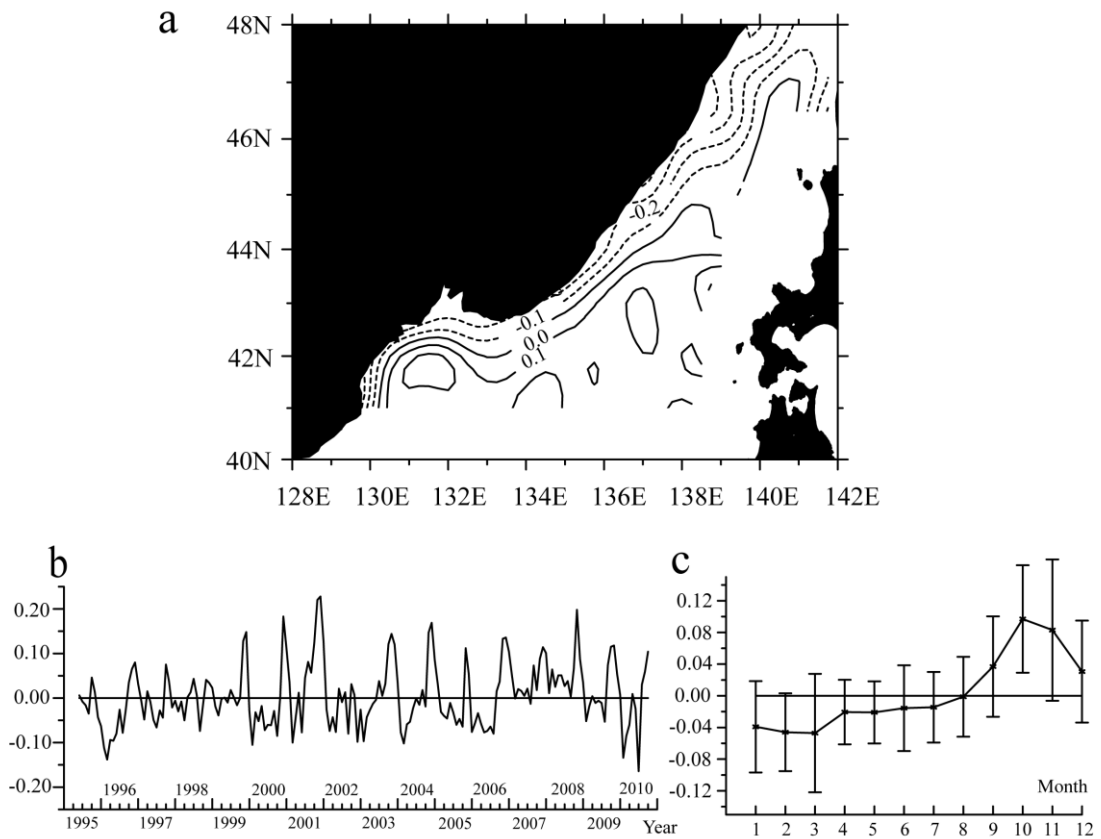 a
48N
46N
44N
42N
40N
-0.2
-0.1
0.0
0.1
128E 130E 132E 134E 136E 138E 140E 142E
b
0.20
0.10
0.00
-0.10
-0.20
1996 1998 2000 2002 2004 2006 2008 2010
1995 1997 1999 2001 2003 2005 2007 2009 Year
c
0.12
0.08
0.04
0.00
-0.04
-0.08
-0.12
Month
1 2 3 4 5 6 7 8 9 10 11 12